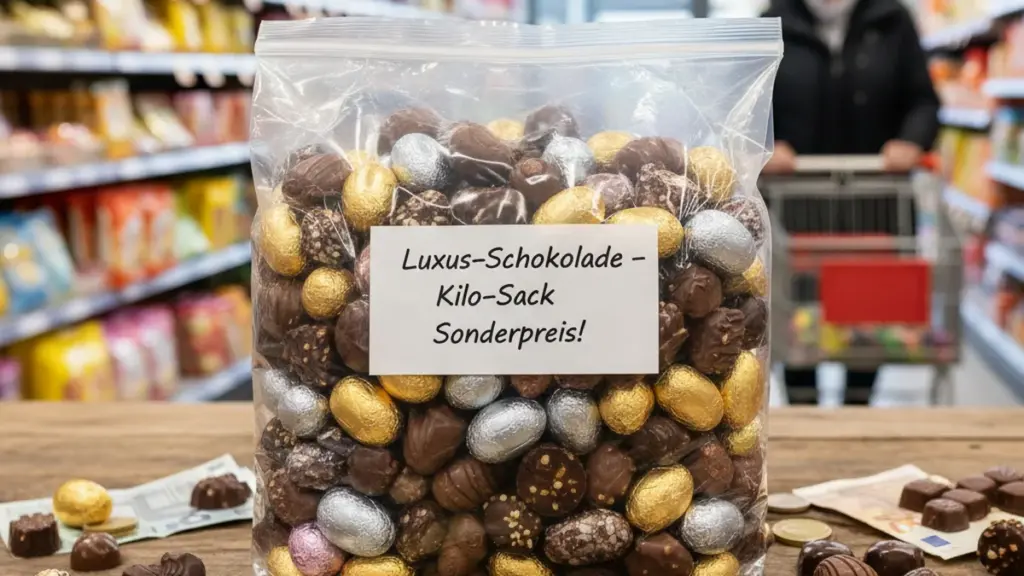 Luxus-Schokolade –
Kilo-Sack
Sonderpreis!